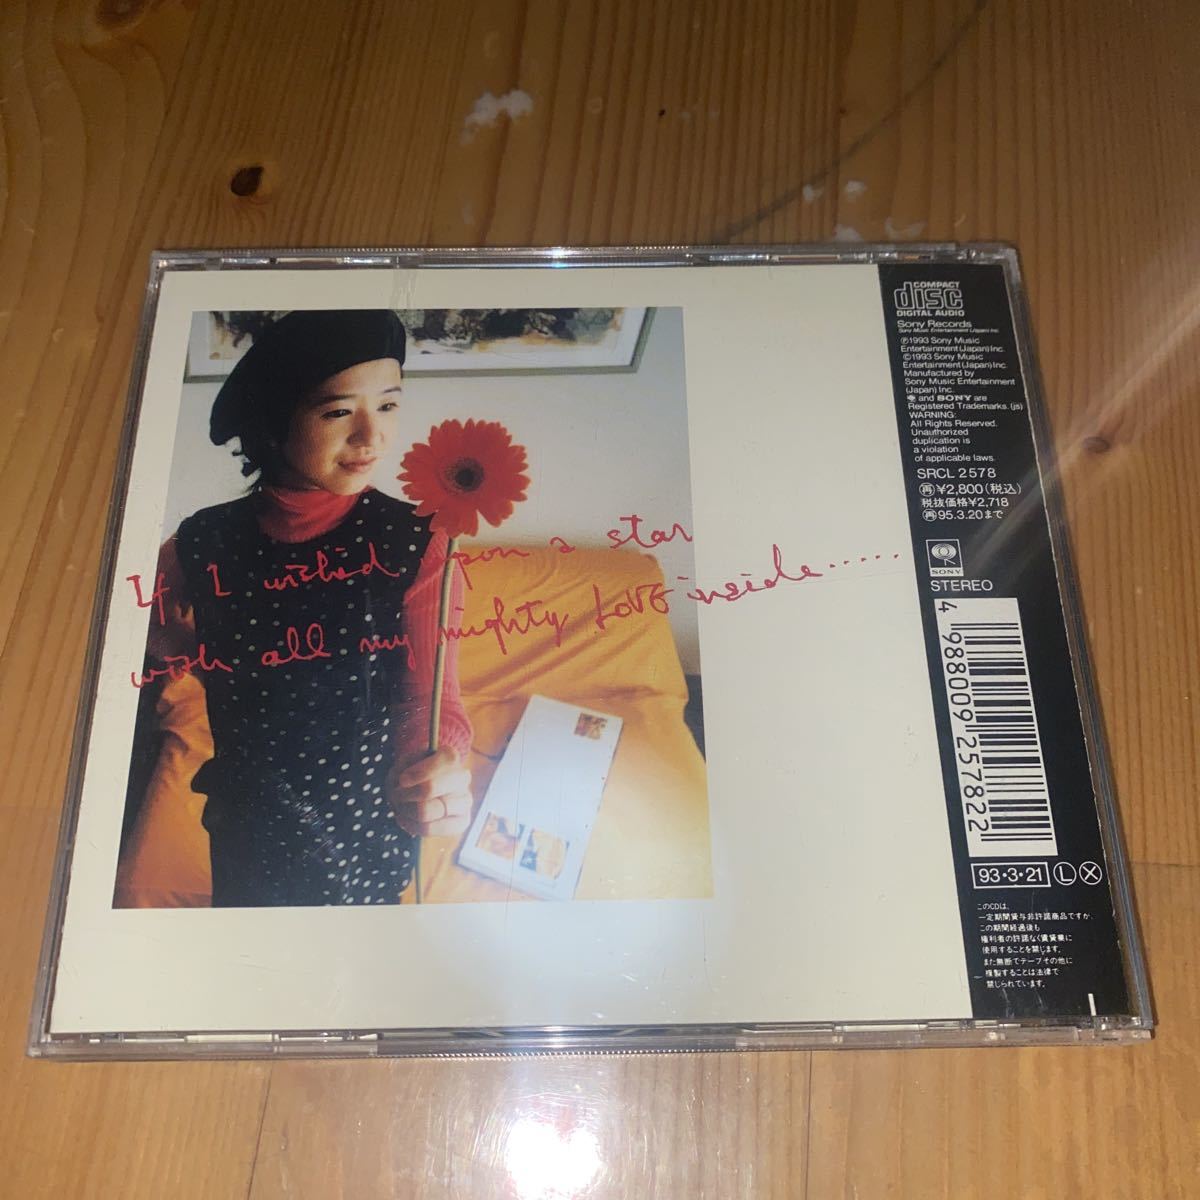 If I wished upon a star
with all my mighty LOVE inside.....
COMPACT
disc
DIGITAL AUDIO
Sony Records
Sony Music Entertainment (Japan) Inc.
Ⓟ1993 Sony Music
Entertainment (Japan) Inc.
©1993 Sony Music
Entertainment (Japan) Inc.
Manufactured by
Sony Music Entertainment
(Japan) Inc.
and SONY are
Registered Trademarks. (js)
WARNING:
All Rights Reserved.
Unauthorized
duplication is
a violation
of applicable laws.
SRCL 2578
再¥2,800(税込)
税抜価格¥2,718
再95.3.20まで
SONY
STEREO
4 988009 257822
93・3・21 Ⓛ Ⓧ
このCDは、
一定期間貸与非許諾商品ですが、
この期間経過後も
権利者の許諾なく賃貸業に
使用することを禁じます。
また無断でテープその他に
複製することは法律で
禁じられています。